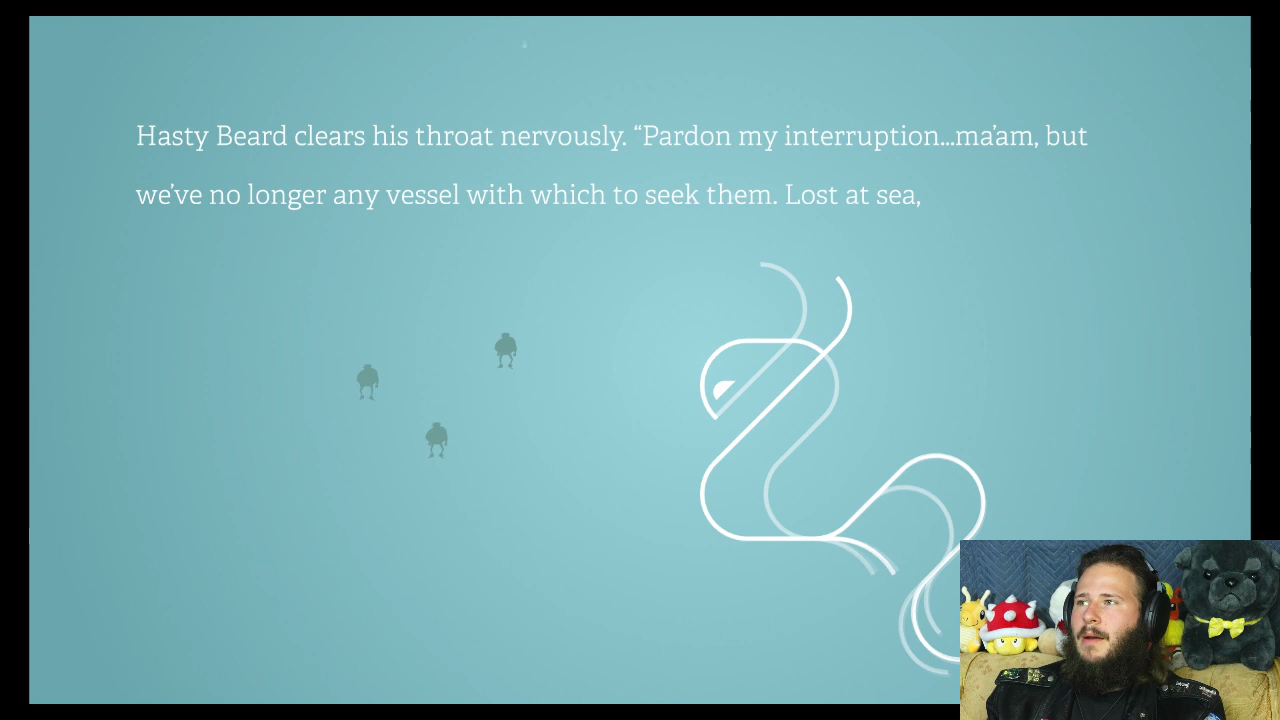 Hasty Beard clears his throat nervously. “Pardon my interruption...ma’am, but
we’ve no longer any vessel with which to seek them. Lost at sea,